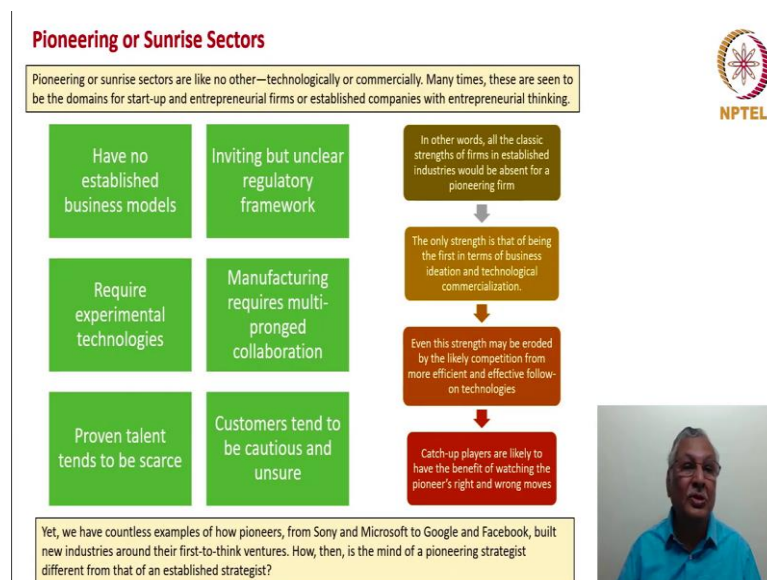 Pioneering or Sunrise Sectors
NPTEL
Pioneering or sunrise sectors are like no other—technologically or commercially. Many times, these are seen to
be the domains for start-up and entrepreneurial firms or established companies with entrepreneurial thinking.
Have no
established
business models
Inviting but unclear
regulatory
framework
Require
experimental
technologies
Manufacturing
requires multi-
pronged
collaboration
Proven talent
tends to be scarce
Customers tend to
be cautious and
unsure
In other words, all the classic
strengths of firms in established
industries would be absent for a
pioneering firm
The only strength is that of being
the first in terms of business
ideation and technological
commercialization.
Even this strength may be eroded
by the likely competition from
more efficient and effective follow-
on technologies
Catch-up players are likely to
have the benefit of watching the
pioneer's right and wrong moves
Yet, we have countless examples of how pioneers, from Sony and Microsoft to Google and Facebook, built
new industries around their first-to-think ventures. How, then, is the mind of a pioneering strategist
different from that of an established strategist?